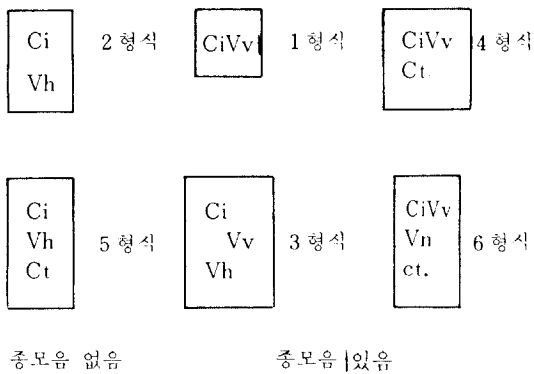 Ci
Vh
2 형식
CiVv
1 형식
CiVv
Ct.
4 형식
Ci
Vh
Ct
5 형식
Ci
Vv
Vh
3 형식
CiVv
Vn
ct.
6 형식
종모음 없음
종모음 있음